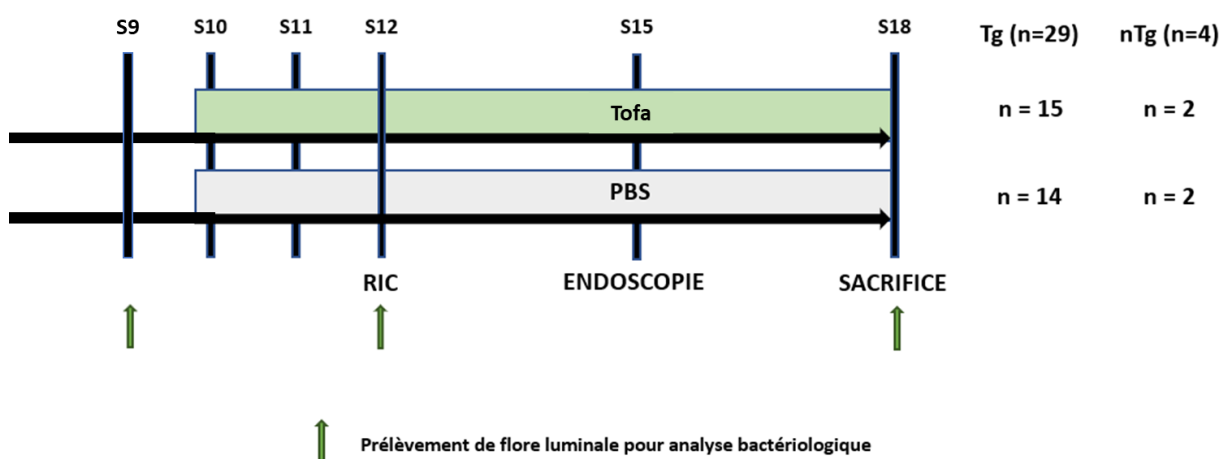 S9 S10 S11 S12 S15 S18 Tg (n=29) nTg (n=4)
Tofa n = 15 n = 2
PBS n = 14 n = 2
RIC ENDOSCOPIE SACRIFICE
Prélèvement de flore luminale pour analyse bactériologique